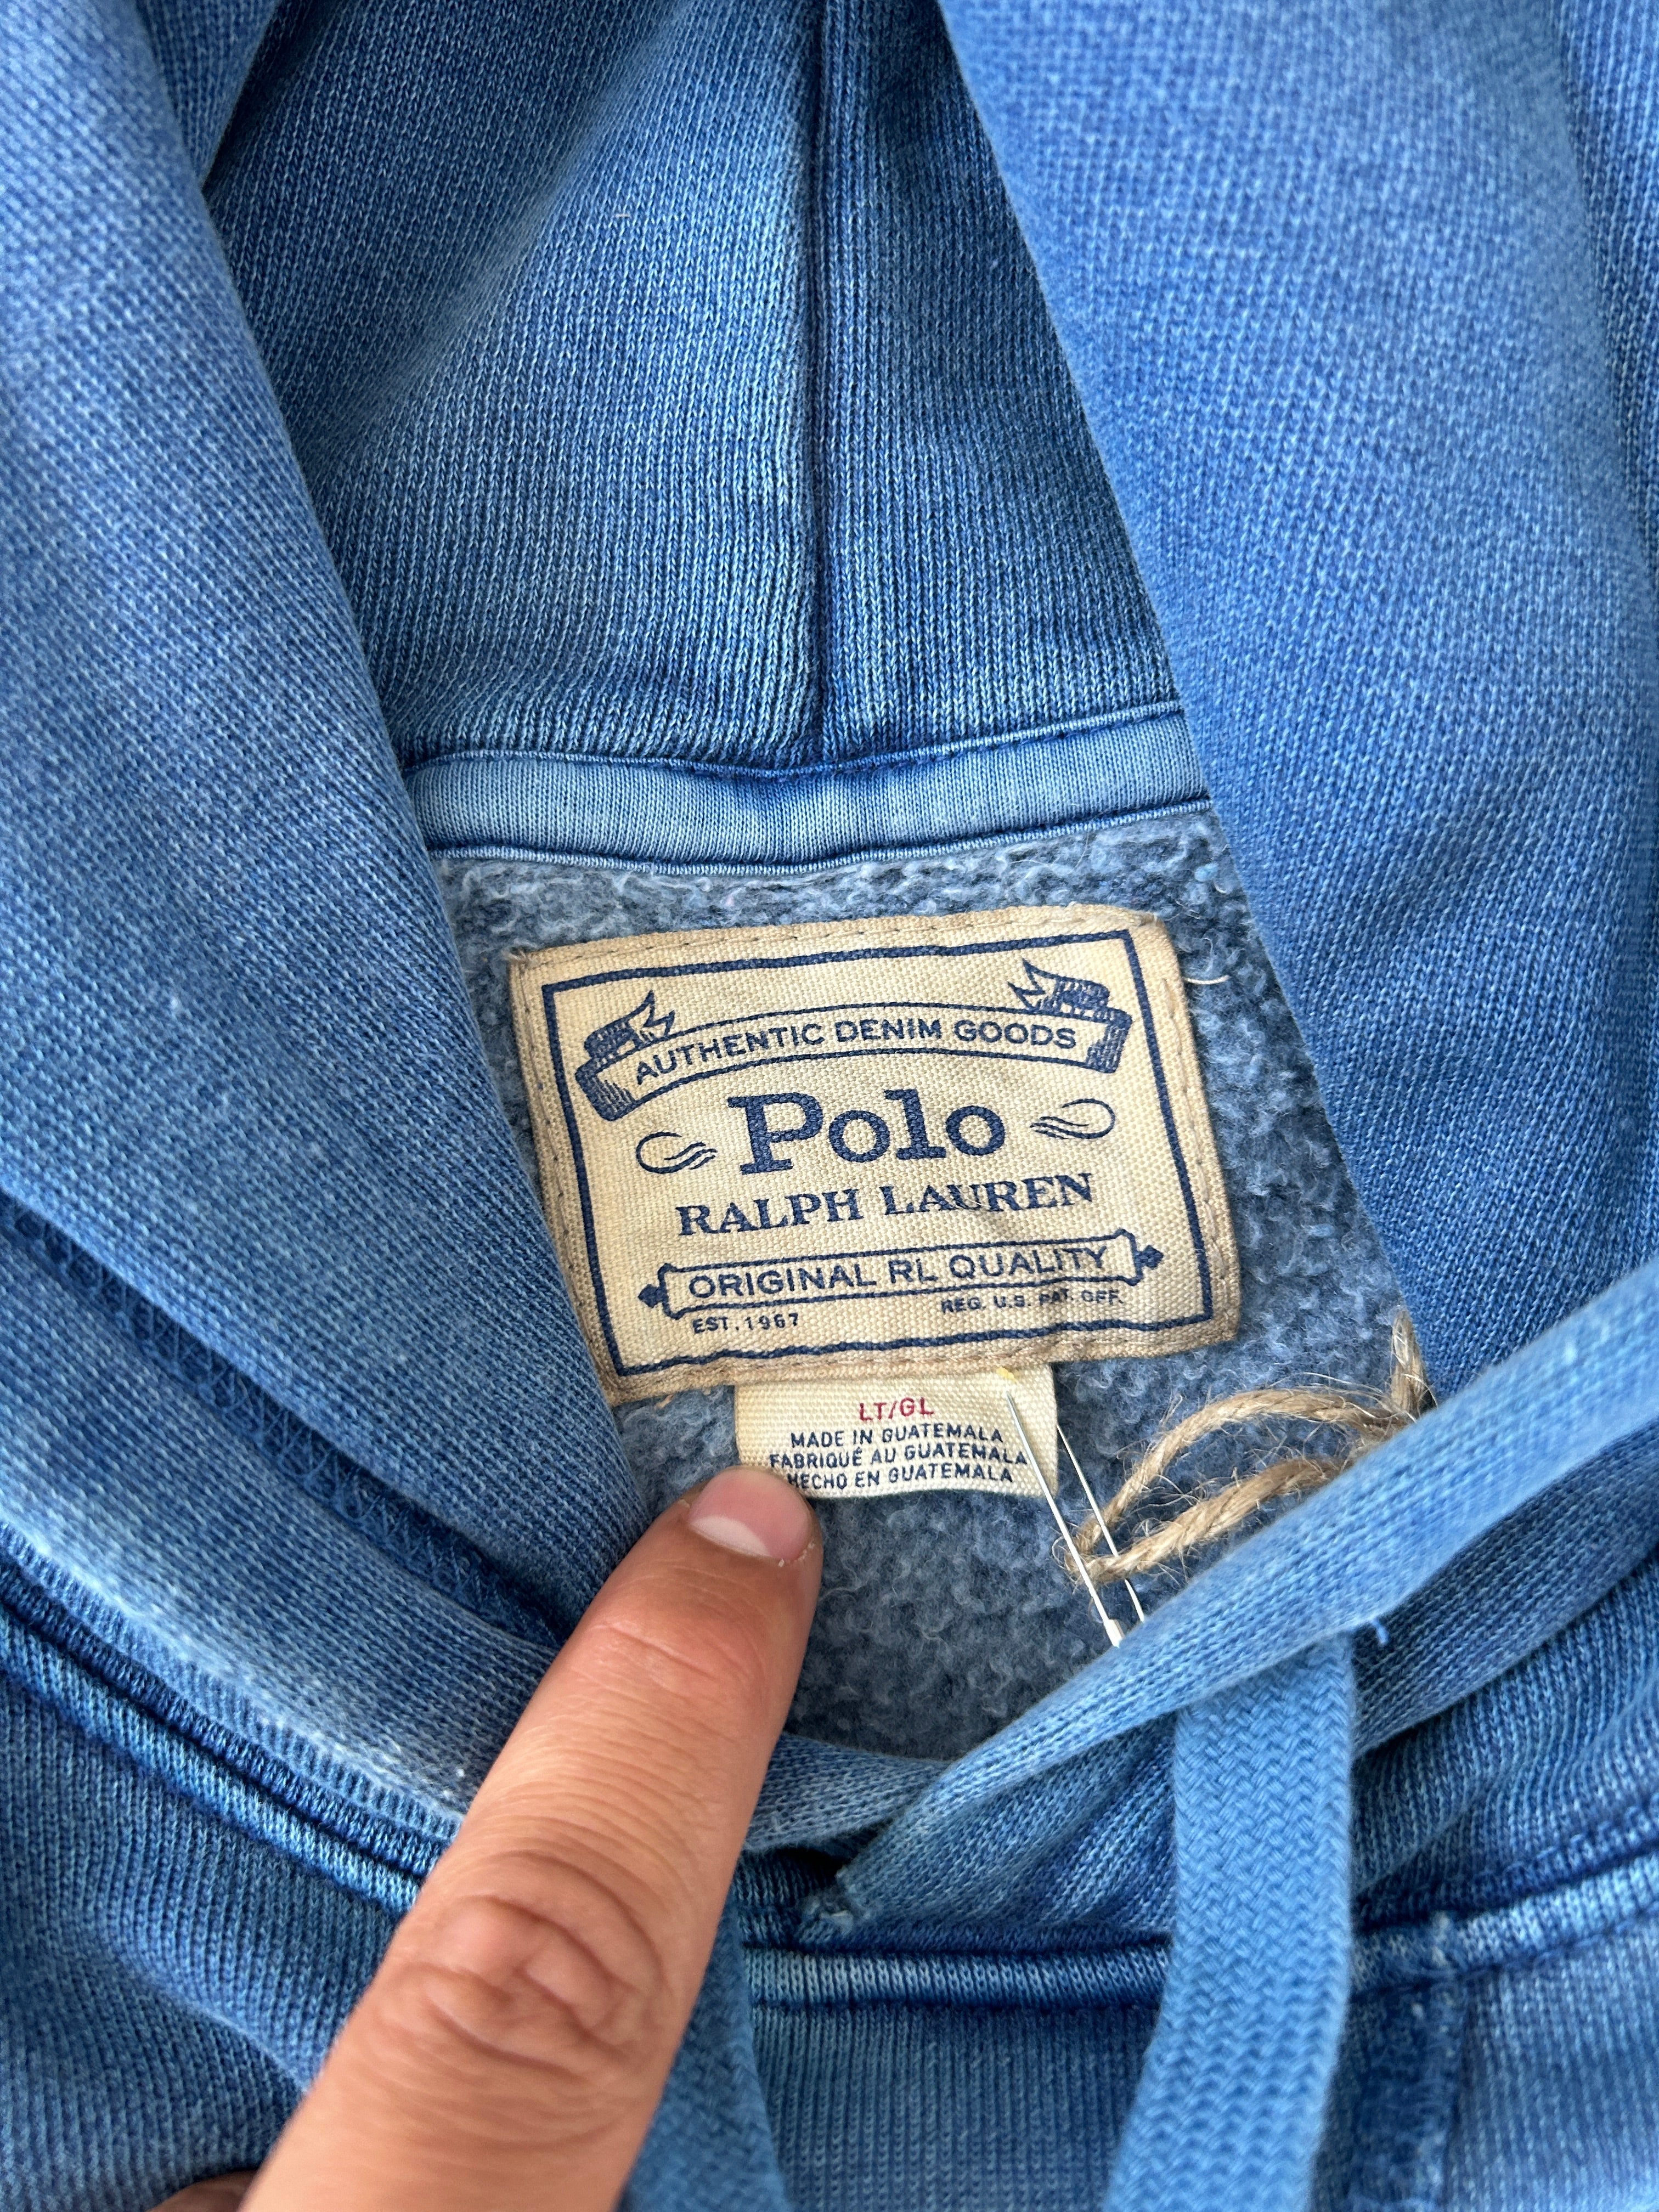 AUTHENTIC DENIM GOODS
Polo
RALPH LAUREN
ORIGINAL RL QUALITY
EST. 1967 REG. U.S. PAT. OFF.
LT/GL
MADE IN GUATEMALA
FABRIQUÉ AU GUATEMALA
HECHO EN GUATEMALA